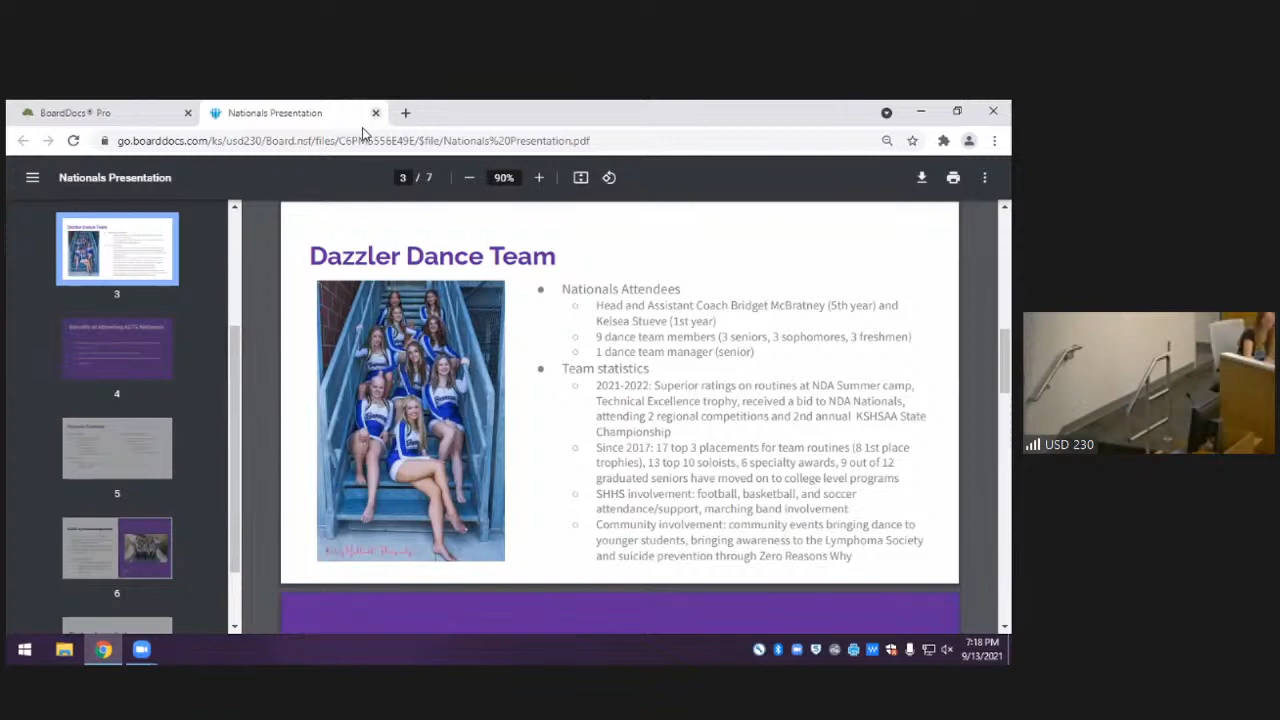 BoardDocs® Pro
Nationals Presentation
go.boarddocs.com/ks/usd230/Board.nsf/files/
556E49E/$file/Nationals%20Presentation.pdf
Nationals Presentation
3 / 7
90%
3
4
5
6
Dazzler Dance Team
Nationals Attendees
Head and Assistant Coach Bridget McBratney (5th year) and
Kelsea Stueve (1st year)
9 dance team members (3 seniors, 3 sophomores, 3 freshmen)
1 dance team manager (senior)
Team statistics
2021-2022: Superior ratings on routines at NDA Summer camp,
Technical Excellence trophy, received a bid to NDA Nationals,
attending 2 regional competitions and 2nd annual KSHSAA State
Championship
Since 2017: 17 top 3 placements for team routines (8 1st place
trophies), 13 top 10 soloists, 6 specialty awards, 9 out of 12
graduated seniors have moved on to college level programs
SHHS involvement: football, basketball, and soccer
attendance/support, marching band involvement
Community involvement: community events bringing dance to
younger students, bringing awareness to the Lymphoma Society
and suicide prevention through Zero Reasons Why
USD 230
7:18 PM
9/13/2021